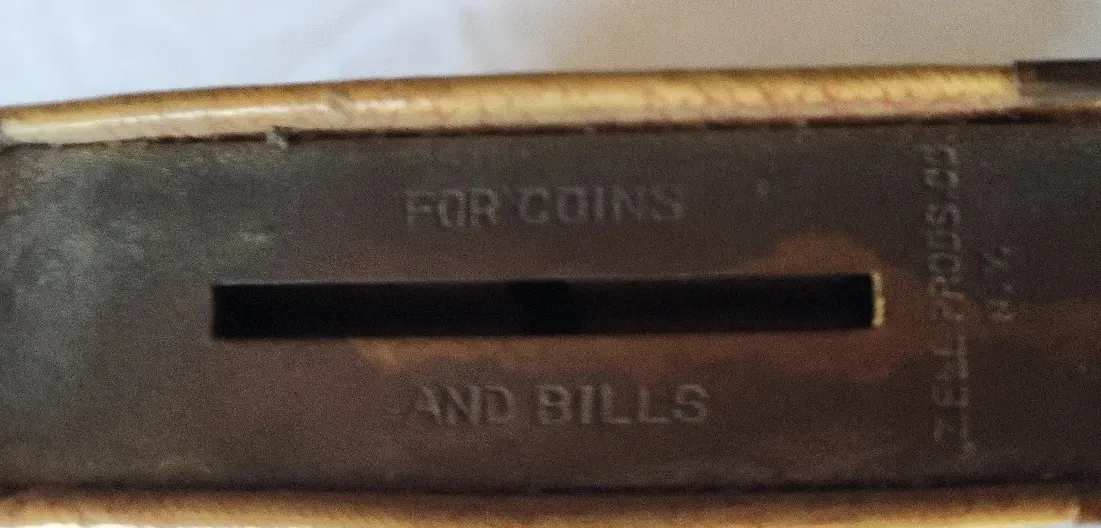 FOR COINS
AND BILLS
ZELL PRODS. CO.
N.Y.